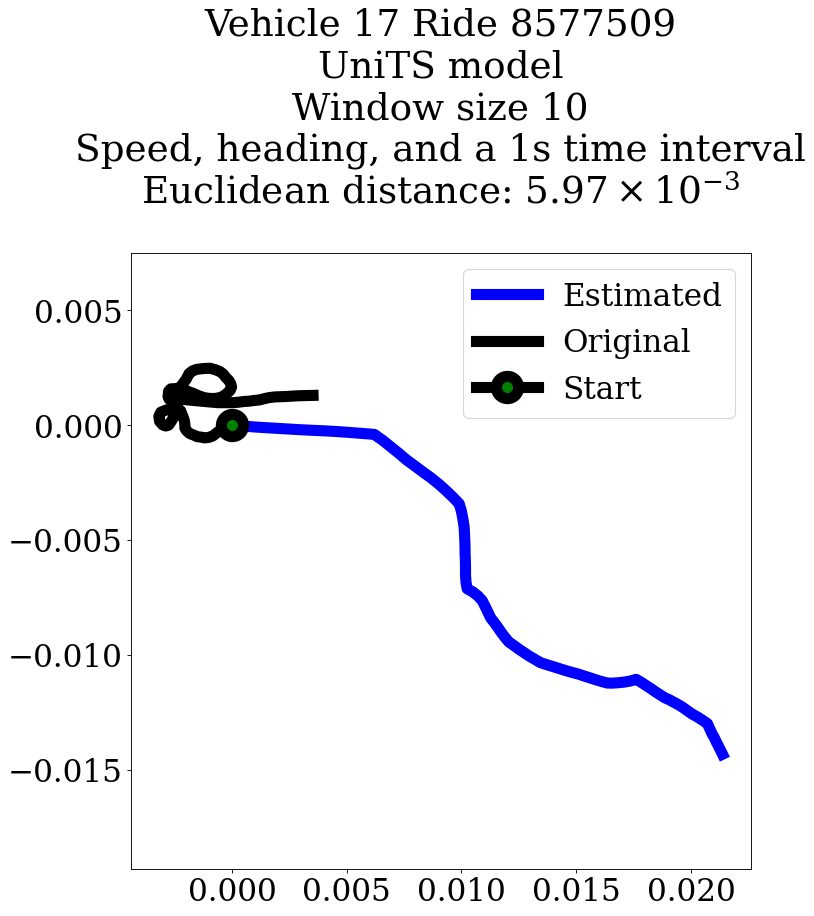 Vehicle 17 Ride 8577509
UniTS model
Window size 10
Speed, heading, and a 1s time interval
Euclidean distance: 5.97 × 10⁻³
Estimated
Original
Start
0.005
0.000
−0.005
−0.010
−0.015
0.000 0.005 0.010 0.015 0.020